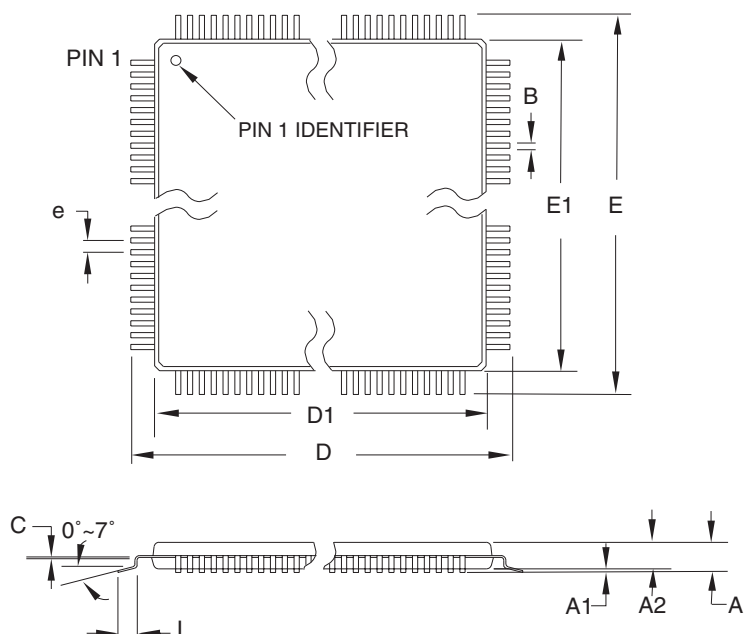 PIN 1
B
PIN 1 IDENTIFIER
e
E1
E
D1
D
C
0°~7°
A1
A2
A
L